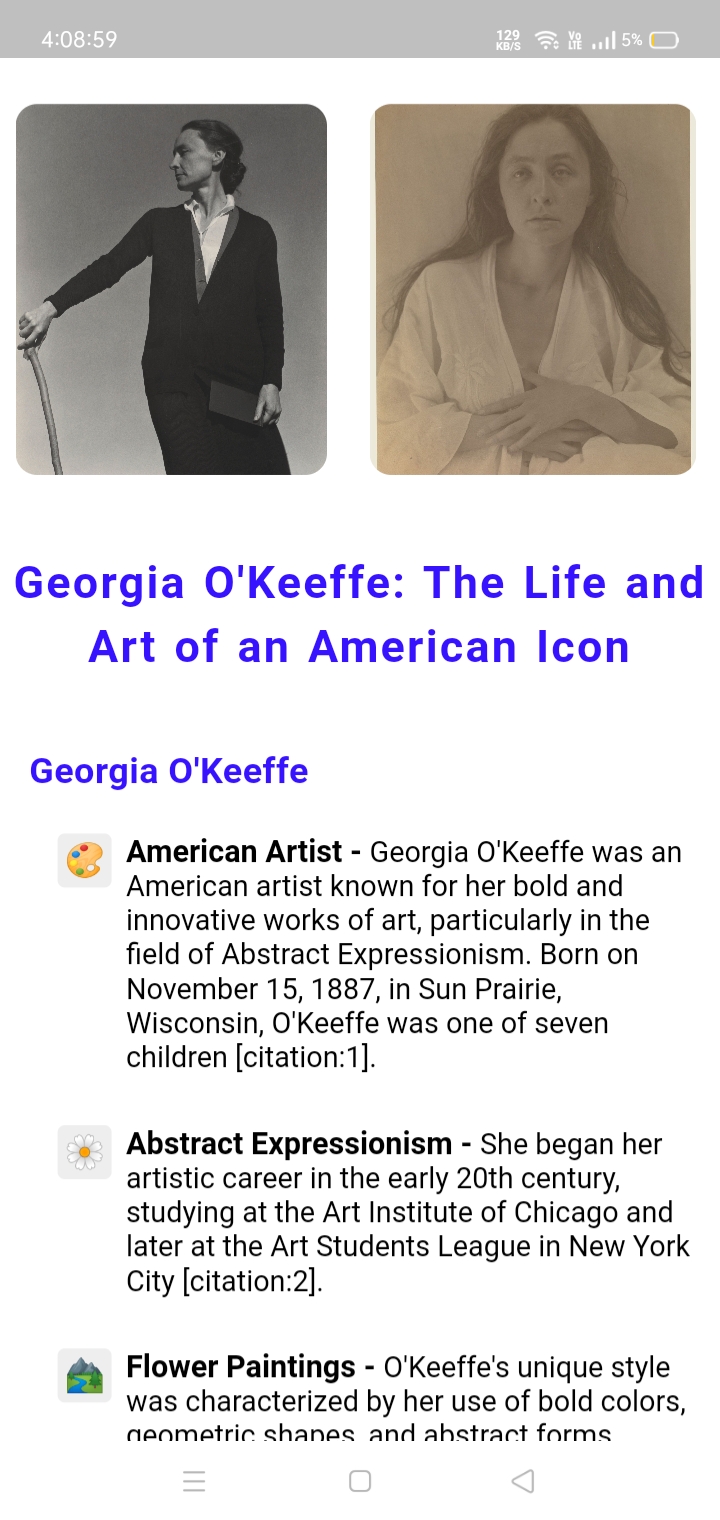 4:08:59
129 KB/S
Vo LTE
5%
Georgia O'Keeffe: The Life and
Art of an American Icon
Georgia O'Keeffe
American Artist - Georgia O'Keeffe was an
American artist known for her bold and
innovative works of art, particularly in the
field of Abstract Expressionism. Born on
November 15, 1887, in Sun Prairie,
Wisconsin, O'Keeffe was one of seven
children [citation:1].
Abstract Expressionism - She began her
artistic career in the early 20th century,
studying at the Art Institute of Chicago and
later at the Art Students League in New York
City [citation:2].
Flower Paintings - O'Keeffe's unique style
was characterized by her use of bold colors,
geometric shapes, and abstract forms